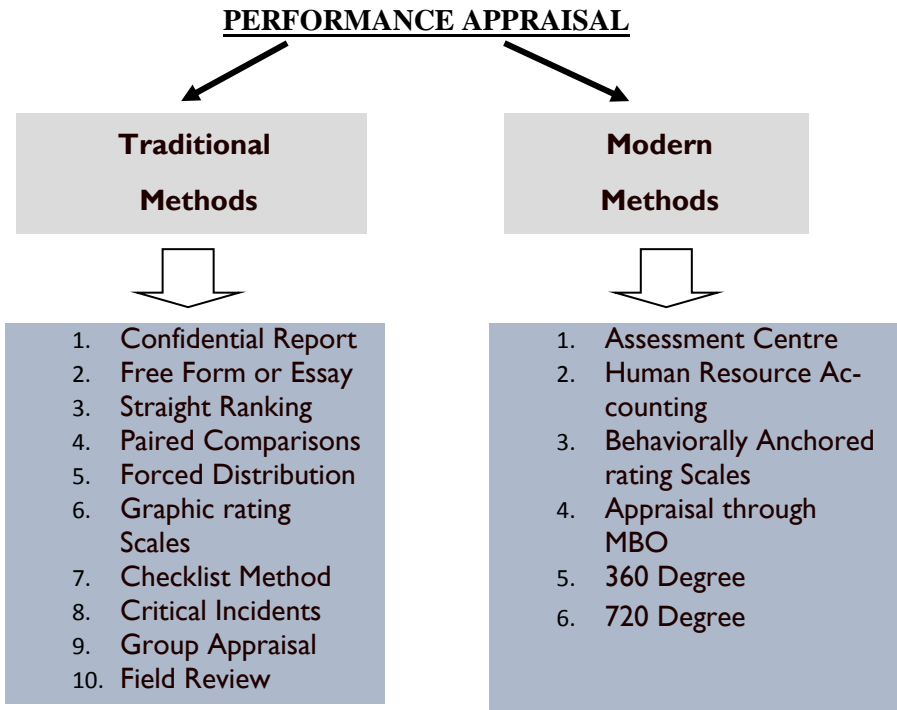 PERFORMANCE APPRAISAL
Traditional
Methods
1. Confidential Report
2. Free Form or Essay
3. Straight Ranking
4. Paired Comparisons
5. Forced Distribution
6. Graphic rating
Scales
7. Checklist Method
8. Critical Incidents
9. Group Appraisal
10. Field Review
Modern
Methods
1. Assessment Centre
2. Human Resource Ac-
counting
3. Behaviorally Anchored
rating Scales
4. Appraisal through
MBO
5. 360 Degree
6. 720 Degree